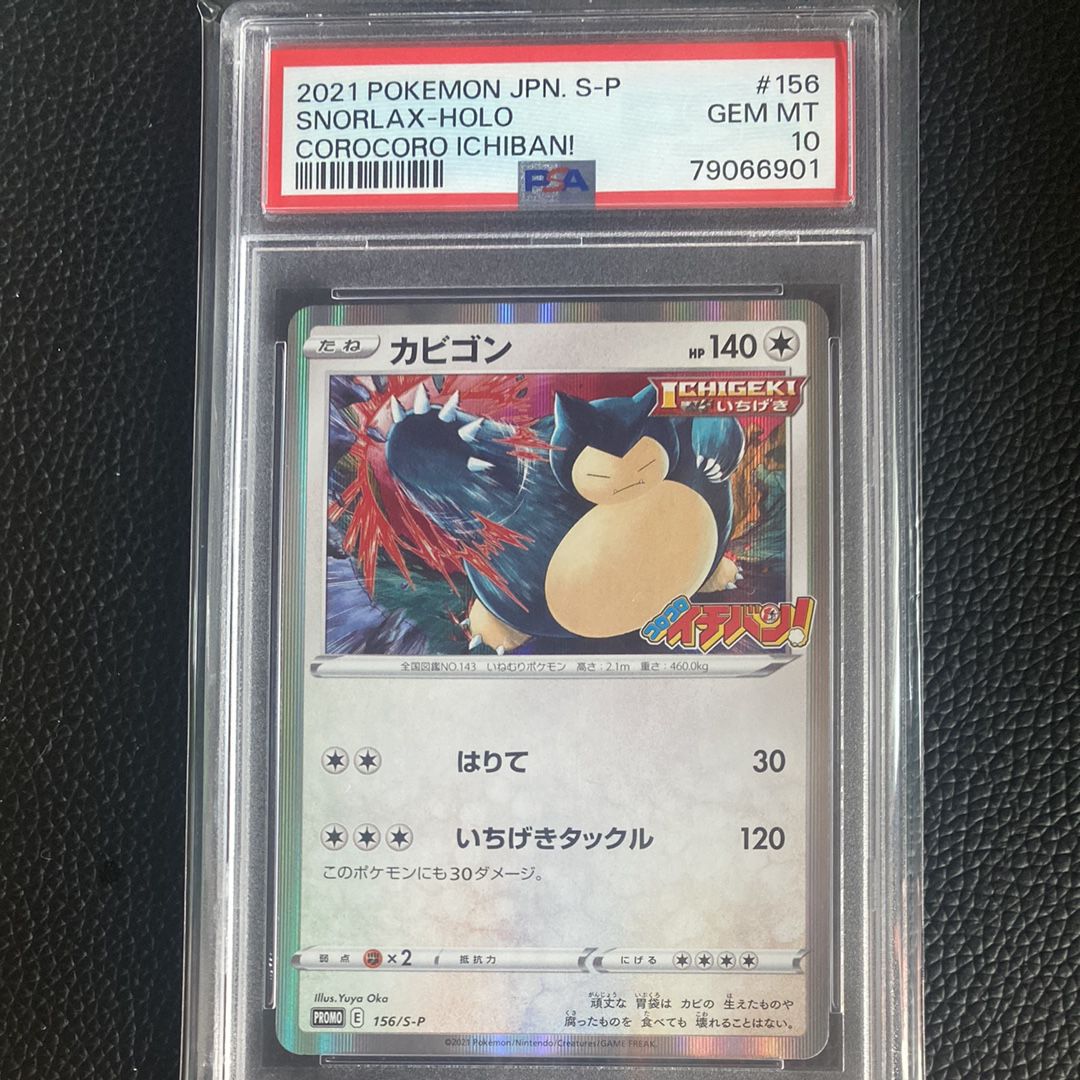 2021 POKEMON JPN. S-P #156
SNORLAX-HOLO GEM MT
COROCORO ICHIBAN! 10
PSA 79066901
たね カビゴン HP 140
ICHIGEKI
いちげき
コロコロ
イチバン!
全国図鑑NO.143 いねむりポケモン 高さ:2.1m 重さ:460.0kg
はりて 30
いちげきタックル 120
このポケモンにも30ダメージ。
弱点 ×2 抵抗力 にげる
Illus.Yuya Oka
PROMO E 156/S-P
頑丈な 胃袋は カビの 生えたものや
腐ったものを 食べても 壊れることはない。
©2021 Pokémon/Nintendo/Creatures/GAME FREAK.